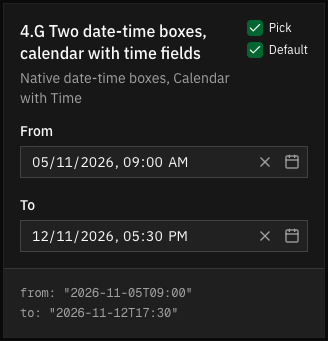 4.G Two date-time boxes,
calendar with time fields
Pick
Default
Native date-time boxes, Calendar
with Time
From
05/11/2026, 09:00 AM
To
12/11/2026, 05:30 PM
from: "2026-11-05T09:00"
to: "2026-11-12T17:30"